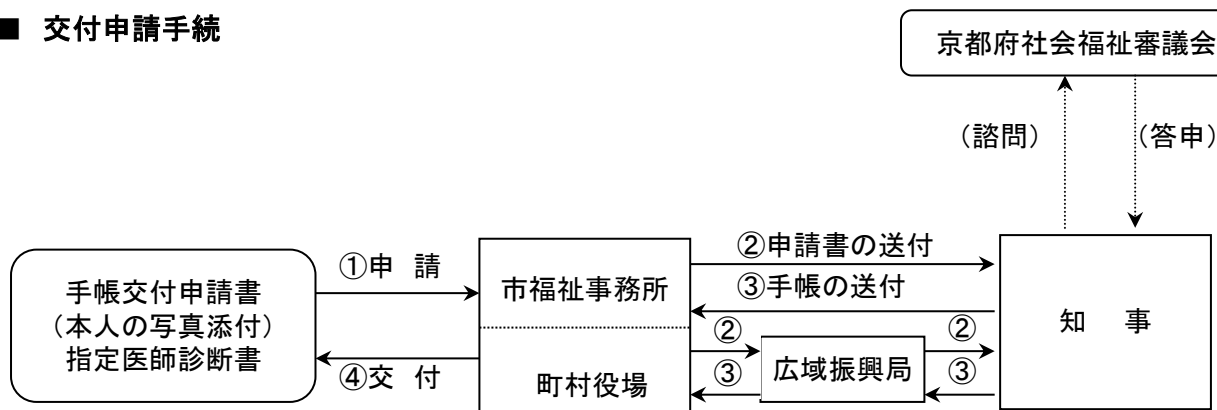 ■ 交付申請手続
京都府社会福祉審議会
（諮問）
（答申）
手帳交付申請書
（本人の写真添付）
指定医師診断書
①申 請
④交 付
市福祉事務所
町村役場
②申請書の送付
③手帳の送付
②
③
広域振興局
②
③
知 事